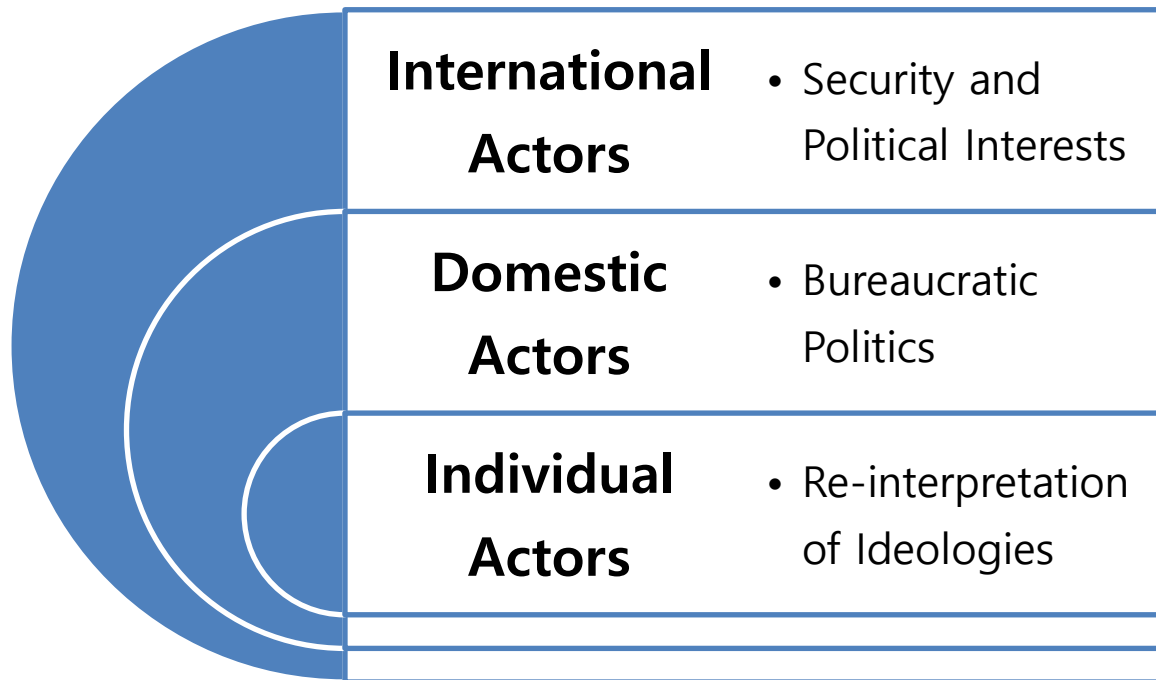 International
Actors
• Security and
Political Interests
Domestic
Actors
• Bureaucratic
Politics
Individual
Actors
• Re-interpretation
of Ideologies